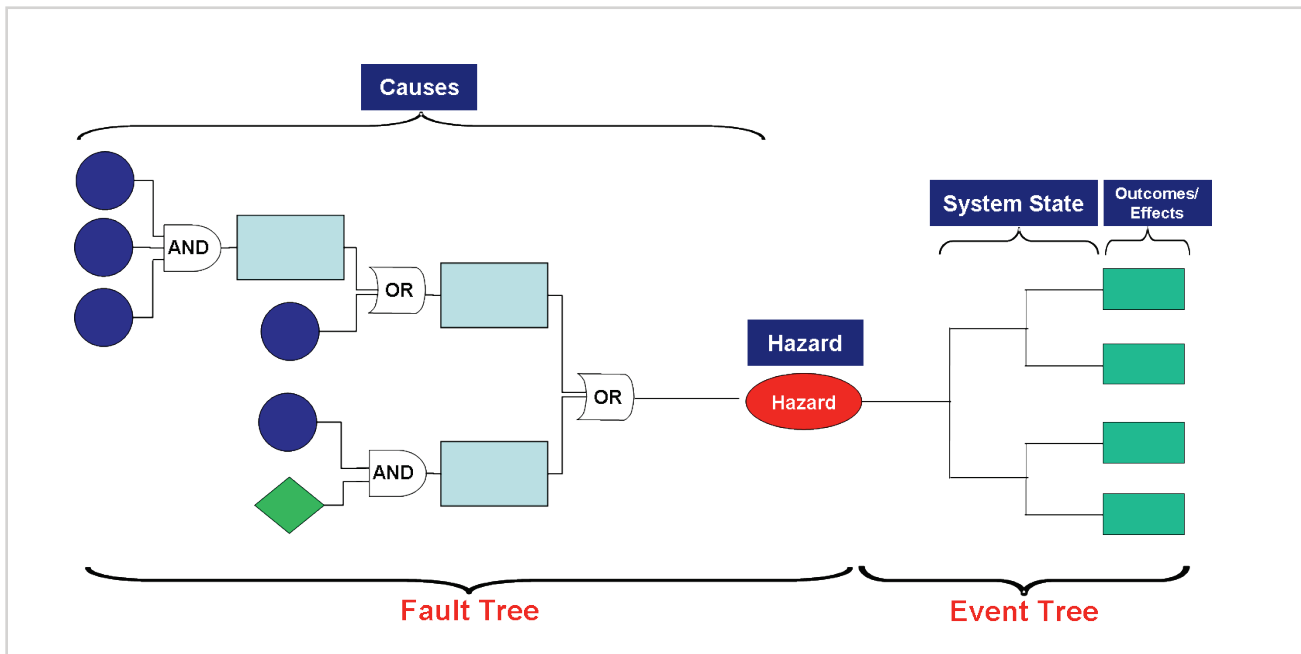 Causes
System State
Outcomes/
Effects
AND
OR
Hazard
Hazard
OR
AND
Fault Tree
Event Tree